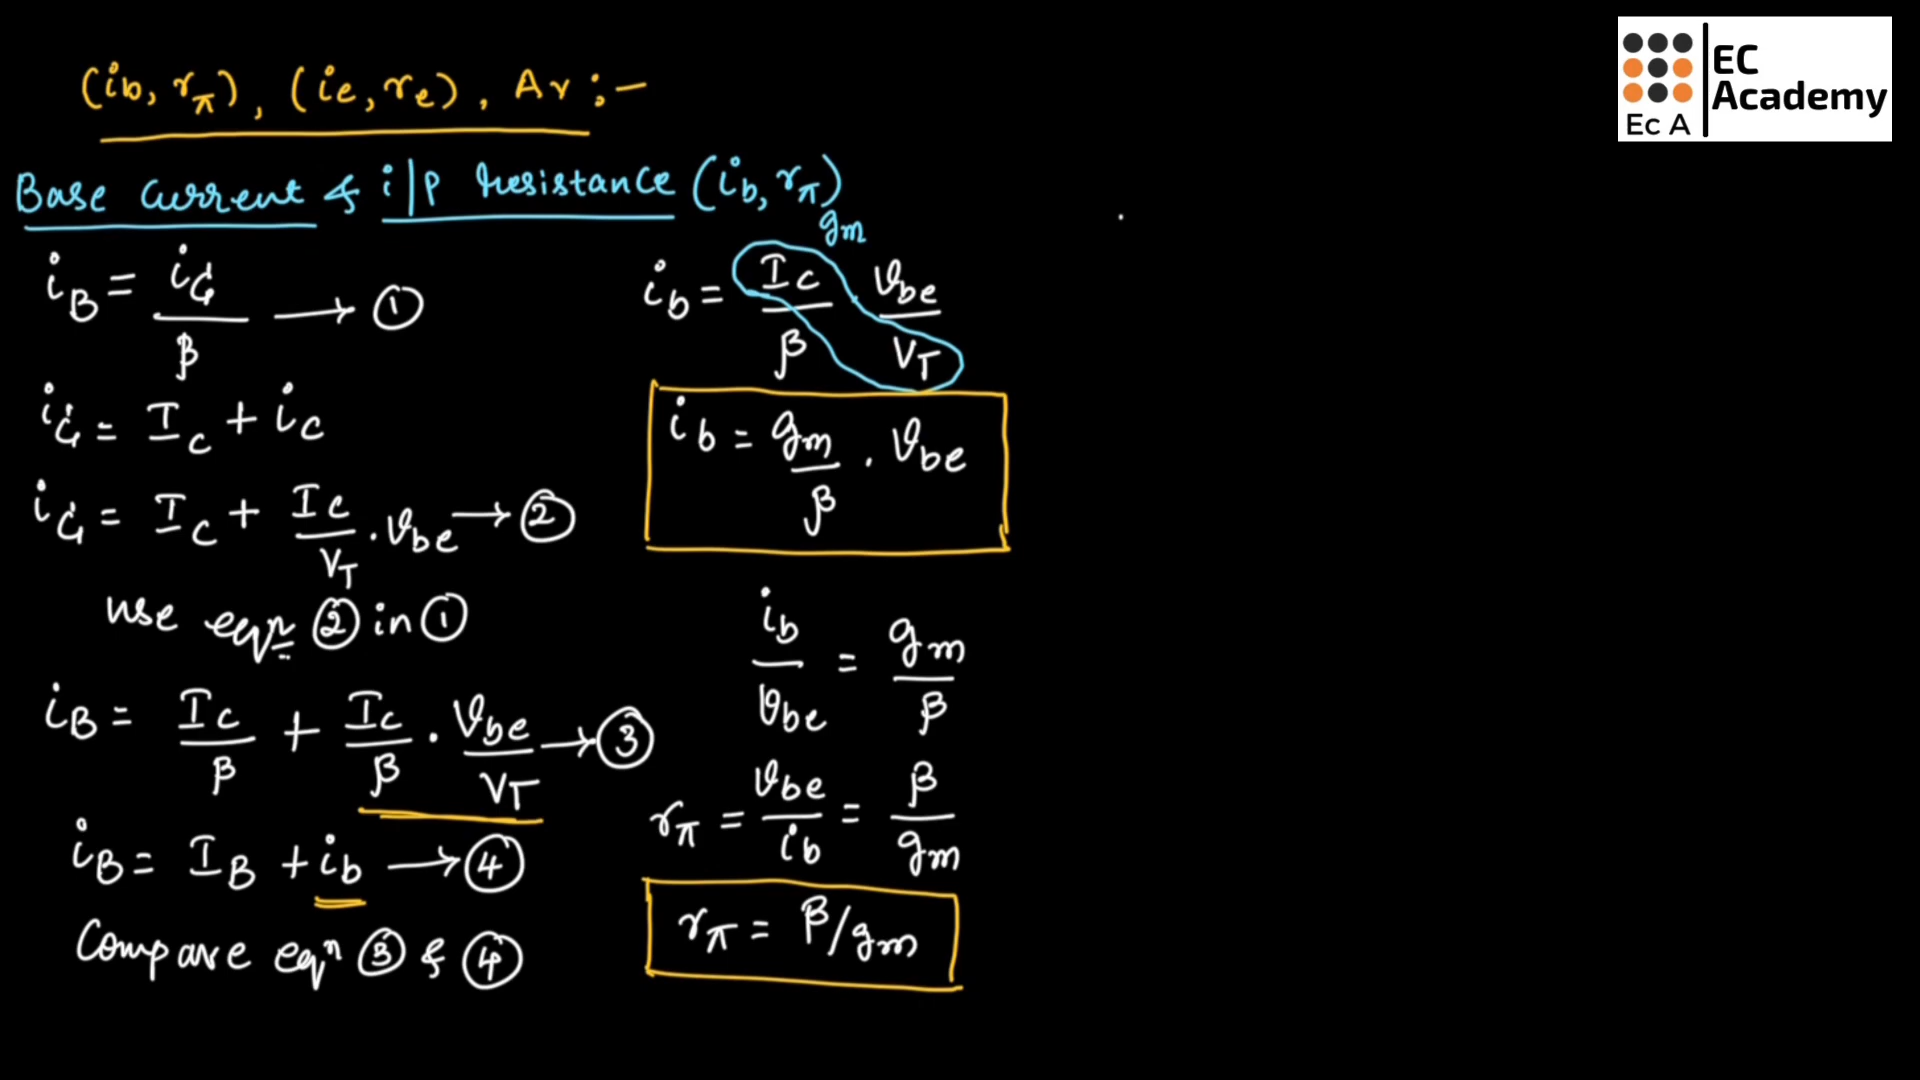 (ib, rπ), (ie, re), Av :-
Base Current & i/p Resistance (ib, rπ)
iB = iC / β → ①
iC = Ic + ic
iC = Ic + Ic / VT . vbe → ②
use eqn ② in ①
iB = Ic / β + Ic / β . vbe / VT → ③
iB = IB + ib → ④
Compare eqn ③ & ④
gm
ib = Ic / β vbe / VT
ib = gm / β . vbe
ib / vbe = gm / β
rπ = vbe / ib = β / gm
rπ = β/gm
EC
Academy
Ec A